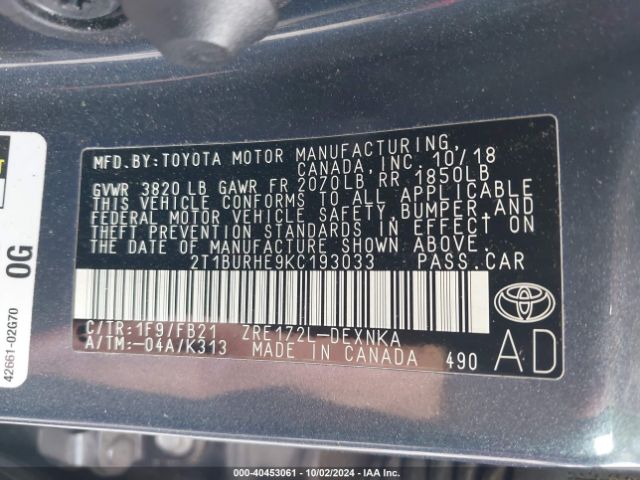 MFD.BY:TOYOTA MOTOR MANUFACTURING,
CANADA,INC. 10/18
GVWR 3820 LB GAWR FR 2070LB RR 1850LB
THIS VEHICLE CONFORMS TO ALL APPLICABLE
FEDERAL MOTOR VEHICLE SAFETY, BUMPER,AND
THEFT PREVENTION STANDARDS IN EFFECT ON
THE DATE OF MANUFACTURE SHOWN ABOVE.
2T1BURHE9KC193033 PASS.CAR
C/TR:1F9/FB21 ZRE172L-DEXNKA
A/TM:-04A/K313 MADE IN CANADA 490
TOYOTA
AD
0G
42661-02G70
000-40453061 - 10/02/2024 - IAA Inc.